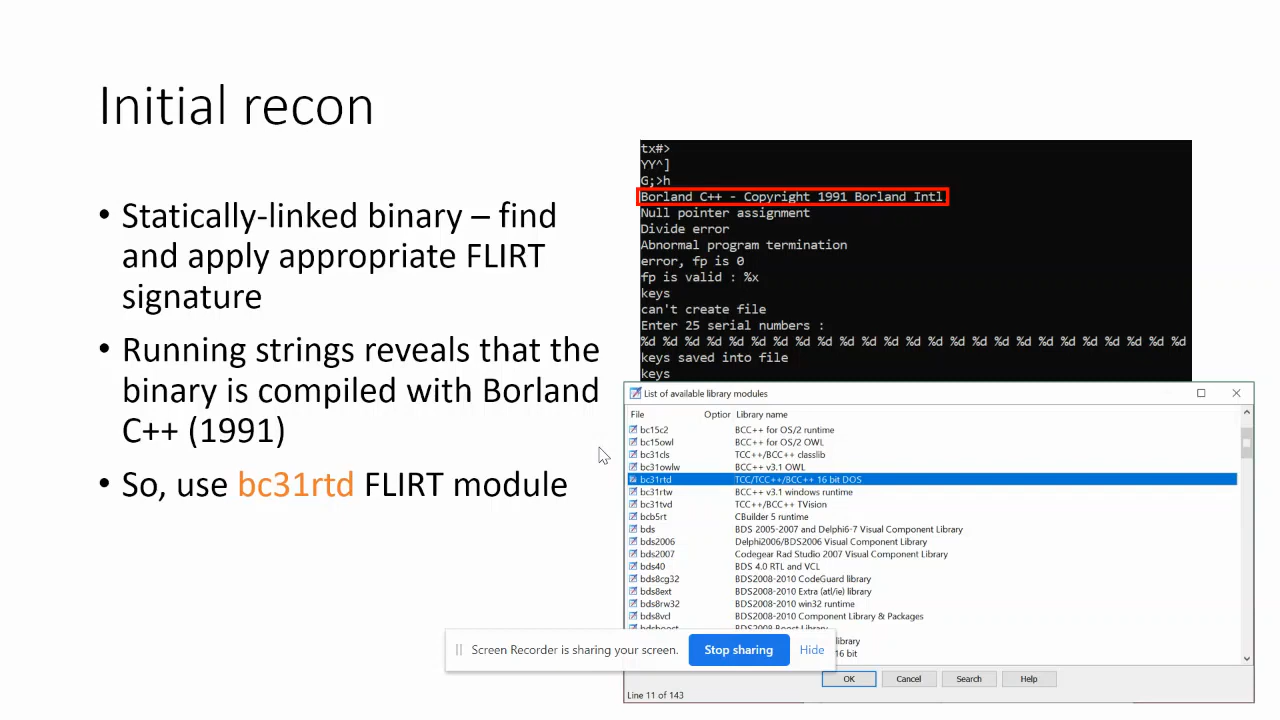 Initial recon
• Statically-linked binary – find
and apply appropriate FLIRT
signature
• Running strings reveals that the
binary is compiled with Borland
C++ (1991)
• So, use bc31rtd FLIRT module
tx#>
YY^]
G;>h
Borland C++ - Copyright 1991 Borland Intl
Null pointer assignment
Divide error
Abnormal program termination
error, fp is 0
fp is valid : %x
keys
can't create file
Enter 25 serial numbers :
%d %d %d %d %d %d %d %d %d %d %d %d %d %d %d %d %d %d %d %d %d %d %d %d %d
keys saved into file
keys
List of available library modules
File Option Library name
bc15c2 BCC++ for OS/2 runtime
bc15owl BCC++ for OS/2 OWL
bc31cls TCC++/BCC++ classlib
bc31owlw BCC++ v3.1 OWL
bc31rtd TCC/TCC++/BCC++ 16 bit DOS
bc31rtw BCC++ v3.1 windows runtime
bc31tvd TCC++/BCC++ TVision
bcb5rt CBuilder 5 runtime
bds BDS 2005-2007 and Delphi6-7 Visual Component Library
bds2006 Delphi2006/BDS2006 Visual Component Library
bds2007 Codegear Rad Studio 2007 Visual Component Library
bds40 BDS 4.0 RTL and VCL
bds8cg32 BDS2008-2010 CodeGuard library
bds8ext BDS2008-2010 Extra (atl/ie) library
bds8rw32 BDS2008-2010 win32 runtime
bds8vcl BDS2008-2010 Component Library & Packages
bdsboost BDS2008 Boost Library
library
16 bit
Screen Recorder is sharing your screen. Stop sharing Hide
OK Cancel Search Help
Line 11 of 143